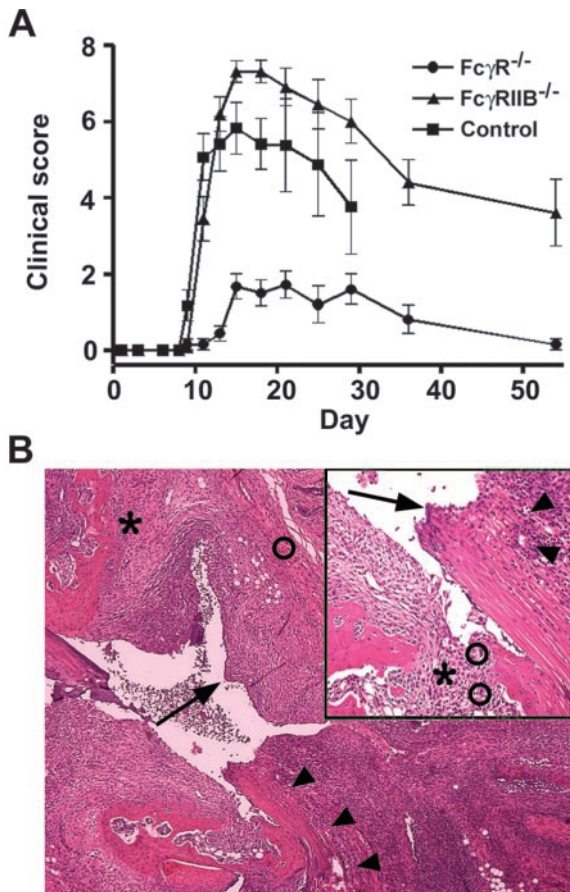 A
8
6
4
2
0
0
10
20
30
40
50
Clinical score
Day
FcγR-/-
FcγRIIB-/-
Control
B
*
*